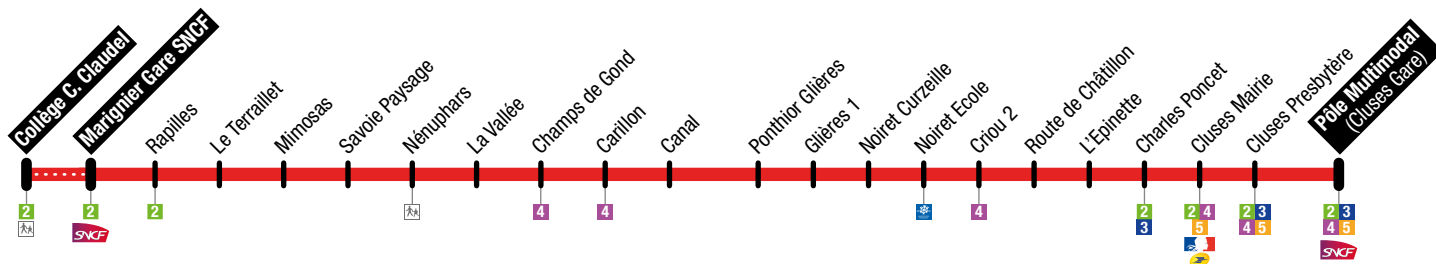 Collège C. Claudel
Marignier Gare SNCF
Rapilles
Le Terraillet
Mimosas
Savoie Paysage
Nénuphars
La Vallée
Champs de Gond
Carillon
Canal
Ponthior Glières
Glières 1
Noiret Curzeille
Noiret Ecole
Criou 2
Route de Châtillon
L'Epinette
Charles Poncet
Cluses Mairie
Cluses Presbytère
Pôle Multimodal
(Cluses Gare)
2
2
SNCF
2
4
4
4
2
3
2 4
5
2 3
4 5
2 3
4 5
SNCF